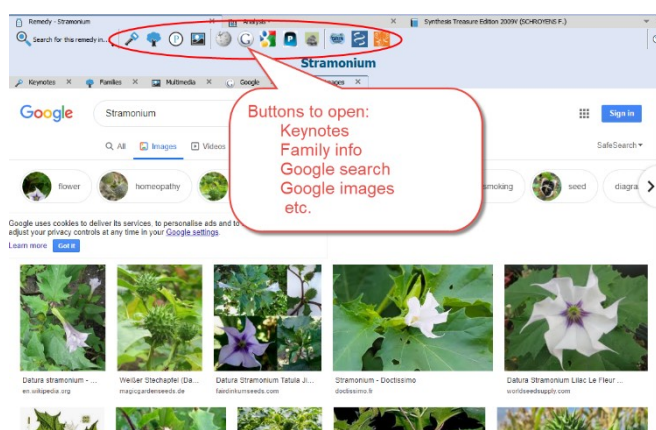 Remedy - Stramonium
Analysis -
Synthesis Treasure Edition 2009V (SCHROYENS F.)
Search for this remedy in...
Stramonium
Keynotes
Families
Multimedia
Google
ages
Buttons to open:
Keynotes
Family info
Google search
Google images
etc.
Google
Stramonium
Sign in
All
Images
Videos
SafeSearch
flower
homeopathy
smoking
seed
diagra
Google uses cookies to deliver its services, to personalise ads and to
adjust your privacy controls at any time in your Google settings.
Learn more
Got it
Datura stramonium - ...
en.wikipedia.org
Weißer Stechapfel (Da...
magicgardenseeds.de
Datura Stramonium Tatula Ji...
fairdinkumseeds.com
Stramonium - Doctissimo
doctissimo.fr
Datura Stramonium Lilac Le Fleur ...
worldseedsupply.com